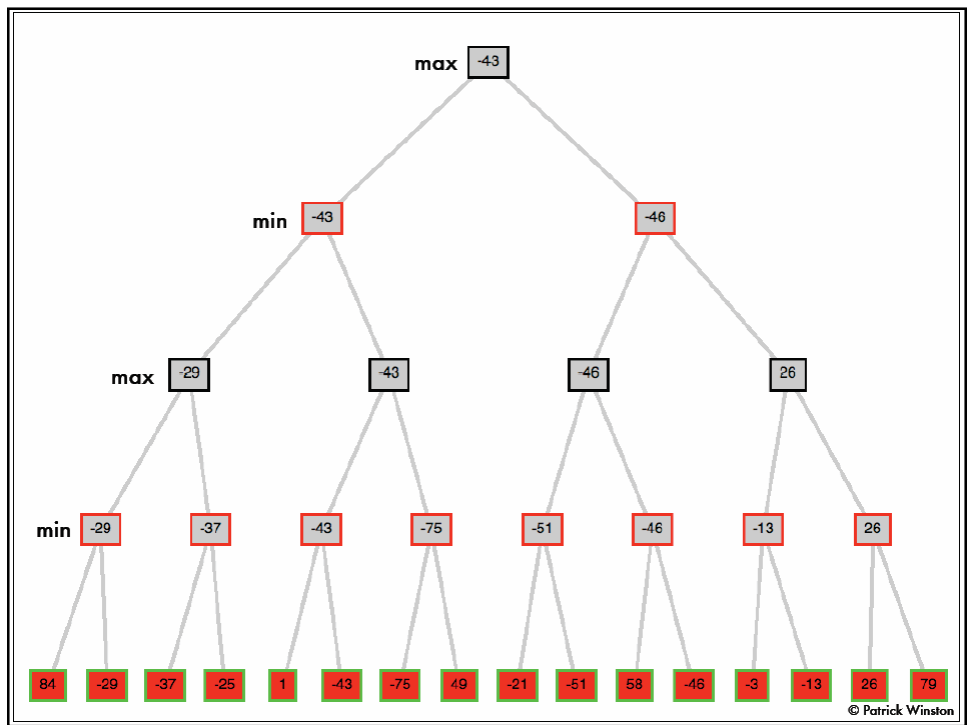 max -43
min -43 -46
max -29 -43 -46 26
min -29 -37 -43 -75 -51 -46 -13 26
84 -29 -37 -25 1 -43 -75 49 -21 -51 58 -46 -3 -13 26 79
© Patrick Winston